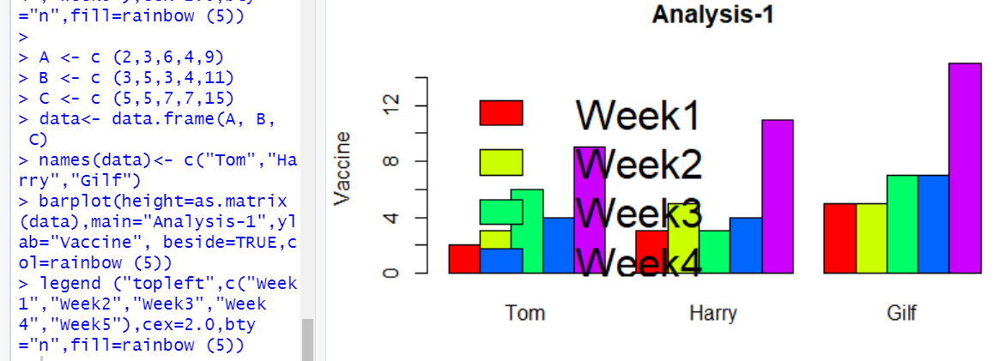 ="n",fill=rainbow (5))
>
> A <- c (2,3,6,4,9)
> B <- c (3,5,3,4,11)
> C <- c (5,5,7,7,15)
> data<- data.frame(A, B,
 C)
> names(data)<- c("Tom","Ha
rry","Gilf")
> barplot(height=as.matrix
(data),main="Analysis-1",yl
ab="Vaccine", beside=TRUE,c
ol=rainbow (5))
> legend ("topleft",c("Week
1","Week2","Week3","Week
4","Week5"),cex=2.0,bty
="n",fill=rainbow (5))
Analysis-1
Vaccine
12
8
4
0
Week1
Week2
Week3
Week4
Tom Harry Gilf